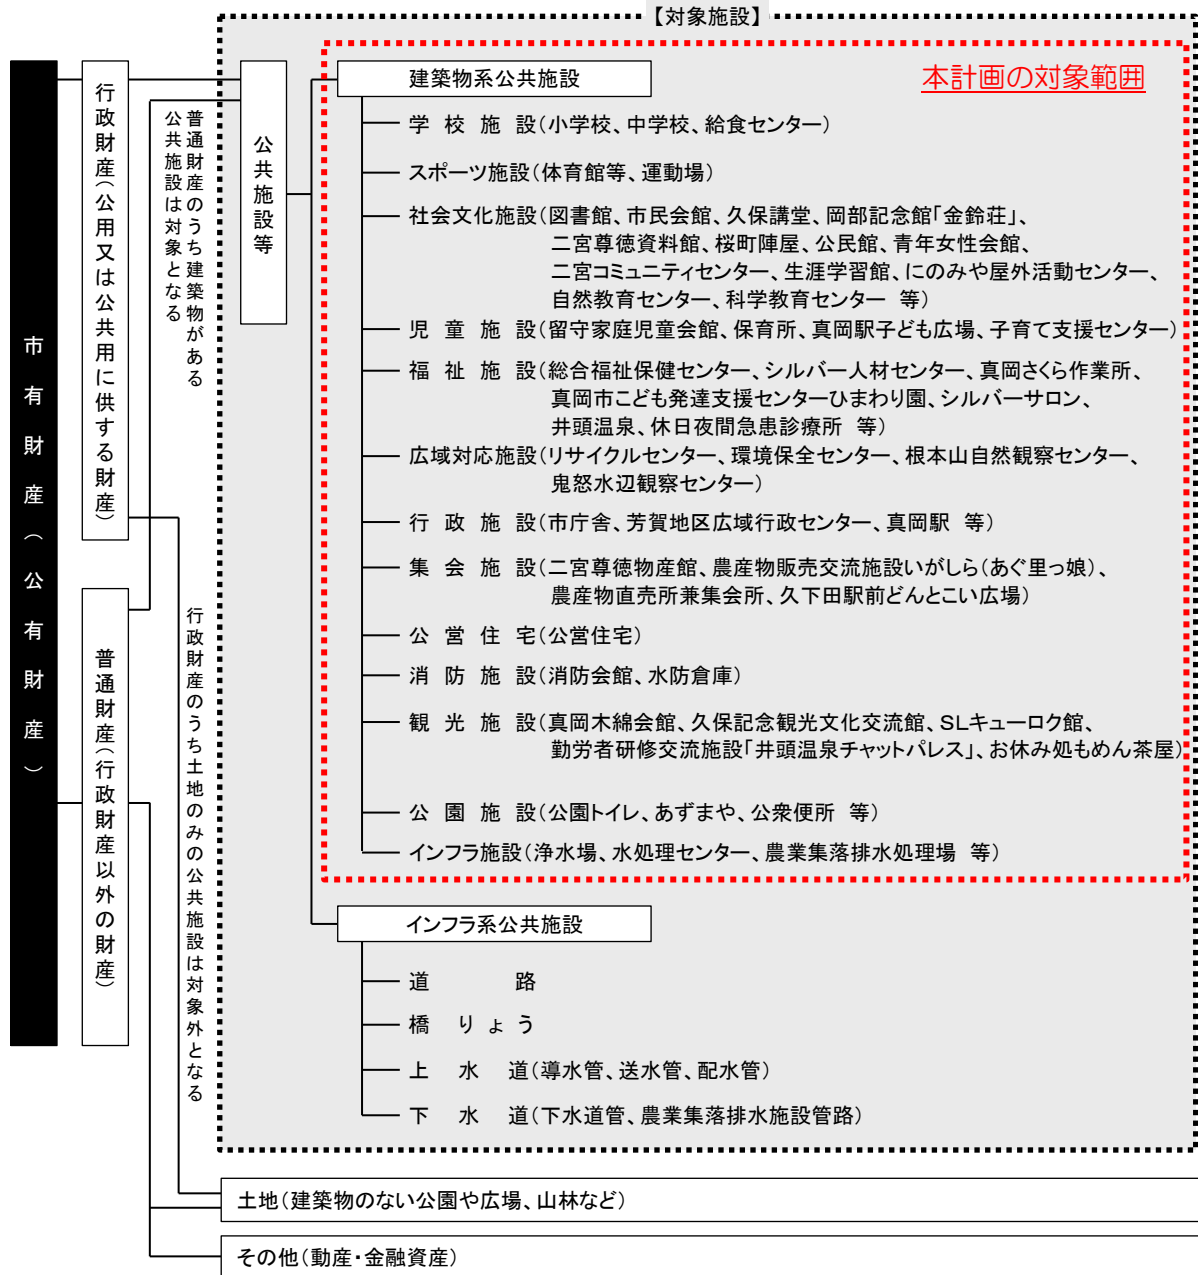 【対象施設】
本計画の対象範囲
市有財産（公有財産）
行政財産（公用又は公共用に供する財産）
普通財産のうち建築物がある
公共施設は対象となる
公共施設等
建築物系公共施設
学校施設（小学校、中学校、給食センター）
スポーツ施設（体育館等、運動場）
社会文化施設（図書館、市民会館、久保講堂、岡部記念館「金鈴荘」、
二宮尊徳資料館、桜町陣屋、公民館、青年女性会館、
二宮コミュニティセンター、生涯学習館、にのみや屋外活動センター、
自然教育センター、科学教育センター 等）
児童施設（留守家庭児童会館、保育所、真岡駅子ども広場、子育て支援センター）
福祉施設（総合福祉保健センター、シルバー人材センター、真岡さくら作業所、
真岡市こども発達支援センターひまわり園、シルバーサロン、
井頭温泉、休日夜間急患診療所 等）
広域対応施設（リサイクルセンター、環境保全センター、根本山自然観察センター、
鬼怒水辺観察センター）
行政施設（市庁舎、芳賀地区広域行政センター、真岡駅 等）
集会施設（二宮尊徳物産館、農産物販売交流施設いがしら（あぐ里っ娘）、
農産物直売所兼集会所、久下田駅前どんとこい広場）
公営住宅（公営住宅）
消防施設（消防会館、水防倉庫）
観光施設（真岡木綿会館、久保記念観光文化交流館、SLキューロク館、
勤労者研修交流施設「井頭温泉チャットパレス」、お休み処もめん茶屋）
公園施設（公園トイレ、あずまや、公衆便所 等）
インフラ施設（浄水場、水処理センター、農業集落排水処理場 等）
普通財産（行政財産以外の財産）
行政財産のうち土地のみの公共施設は対象外となる
インフラ系公共施設
道路
橋りょう
上水道（導水管、送水管、配水管）
下水道（下水道管、農業集落排水施設管路）
土地（建築物のない公園や広場、山林など）
その他（動産・金融資産）